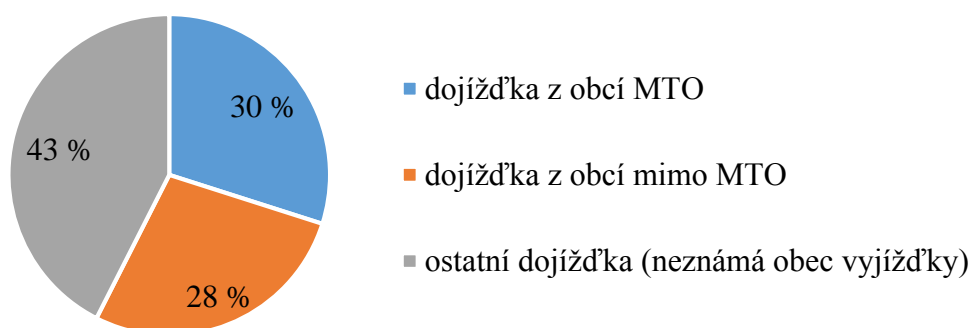 30 %
43 %
28 %
dojížďka z obcí MTO
dojížďka z obcí mimo MTO
ostatní dojížďka (neznámá obec vyjížďky)